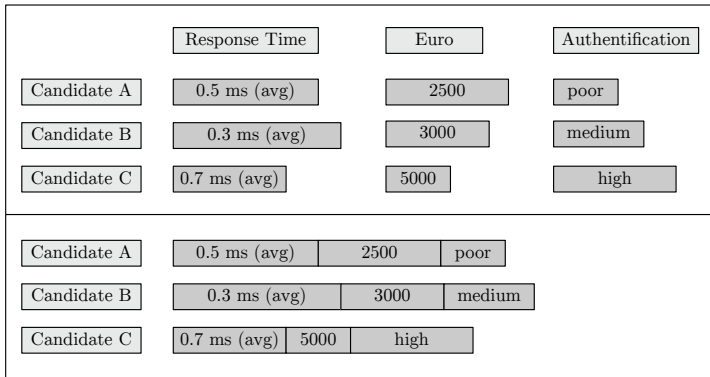 Response Time Euro Authentification
Candidate A 0.5 ms (avg) 2500 poor
Candidate B 0.3 ms (avg) 3000 medium
Candidate C 0.7 ms (avg) 5000 high
Candidate A 0.5 ms (avg) 2500 poor
Candidate B 0.3 ms (avg) 3000 medium
Candidate C 0.7 ms (avg) 5000 high